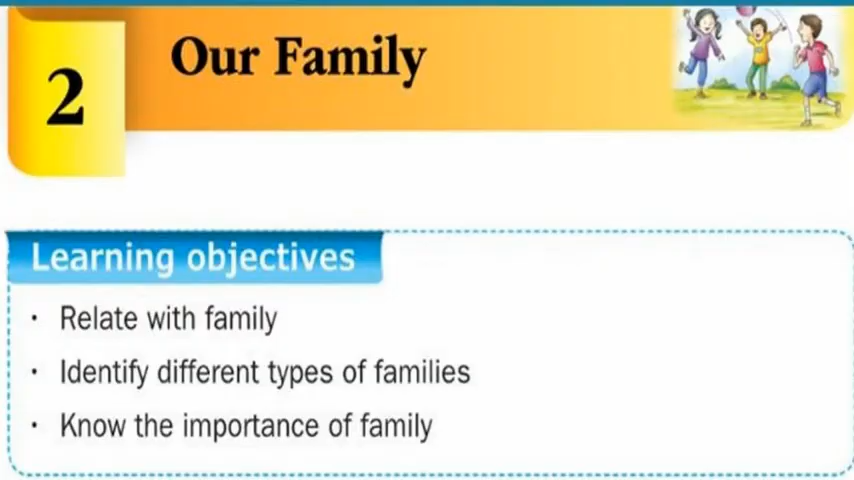 2
Our Family
Learning objectives
• Relate with family
• Identify different types of families
• Know the importance of family